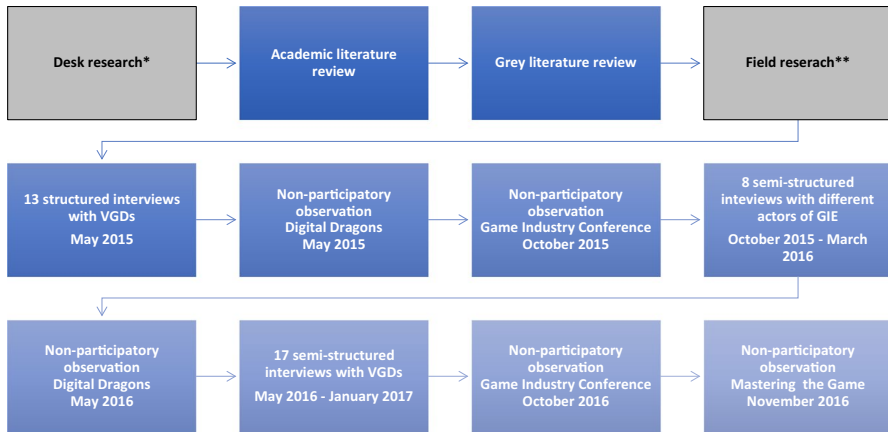 Desk research*
Academic literature
review
Grey literature review
Field reserach**
13 structured interviews
with VGDs
May 2015
Non-participatory
observation
Digital Dragons
May 2015
Non-participatory
observation
Game Industry Conference
October 2015
8 semi-structured
inteviews with different
actors of GIE
October 2015 - March
2016
Non-participatory
observation
Digital Dragons
May 2016
17 semi-structured
interviews with VGDs
May 2016 - January 2017
Non-participatory
observation
Game Industry Conference
October 2016
Non-participatory
observation
Mastering the Game
November 2016